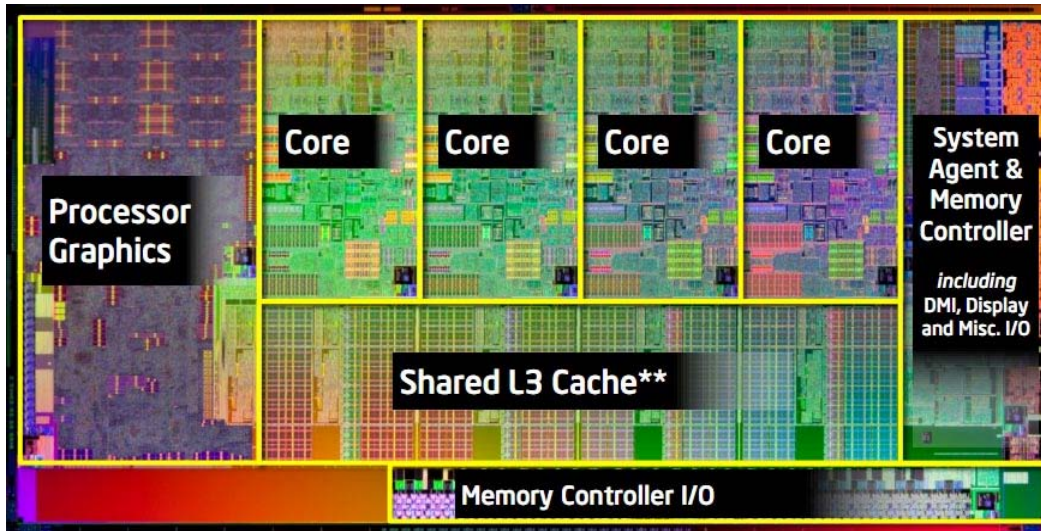 Processor
Graphics
Core
Core
Core
Core
System
Agent &
Memory
Controller
including
DMI, Display
and Misc. I/O
Shared L3 Cache**
Memory Controller I/O